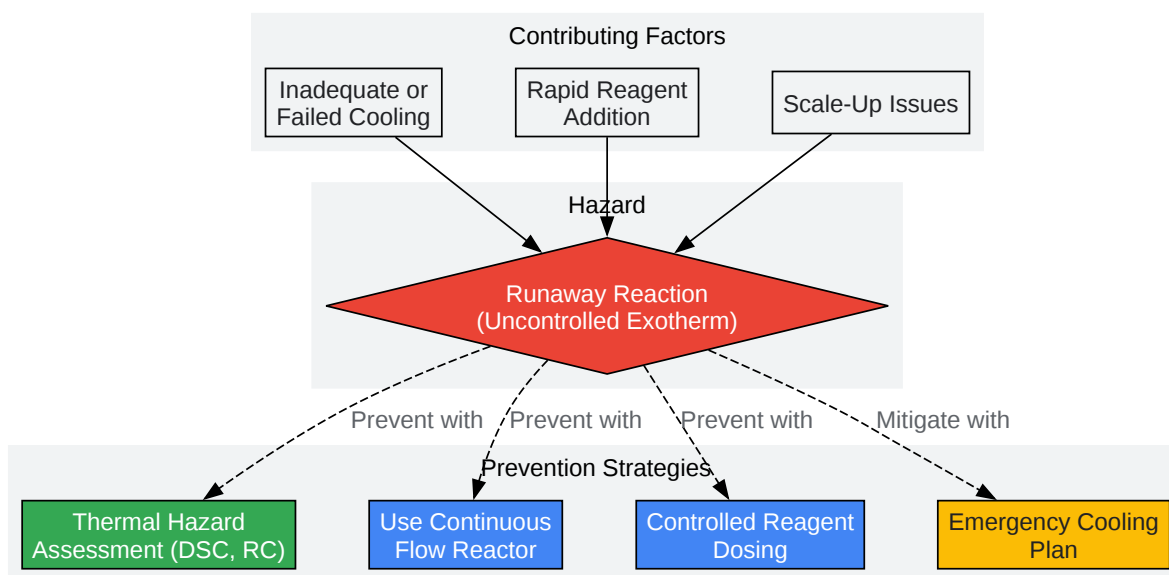 Contributing Factors
Inadequate or
Failed Cooling
Rapid Reagent
Addition
Scale-Up Issues
Hazard
Runaway Reaction
(Uncontrolled Exotherm)
Prevent with
Prevent with
Prevent with
Mitigate with
Prevention Strategies
Thermal Hazard
Assessment (DSC, RC)
Use Continuous
Flow Reactor
Controlled Reagent
Dosing
Emergency Cooling
Plan